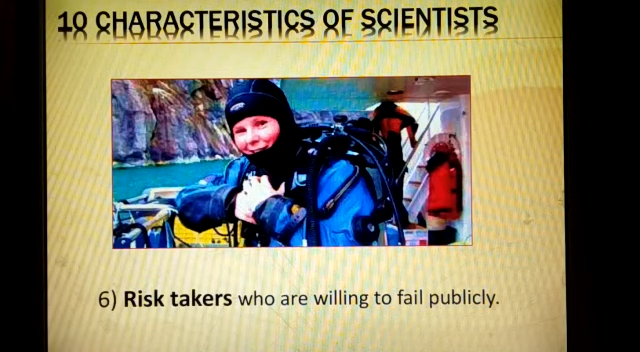 10 CHARACTERISTICS OF SCIENTISTS
6) Risk takers who are willing to fail publicly.